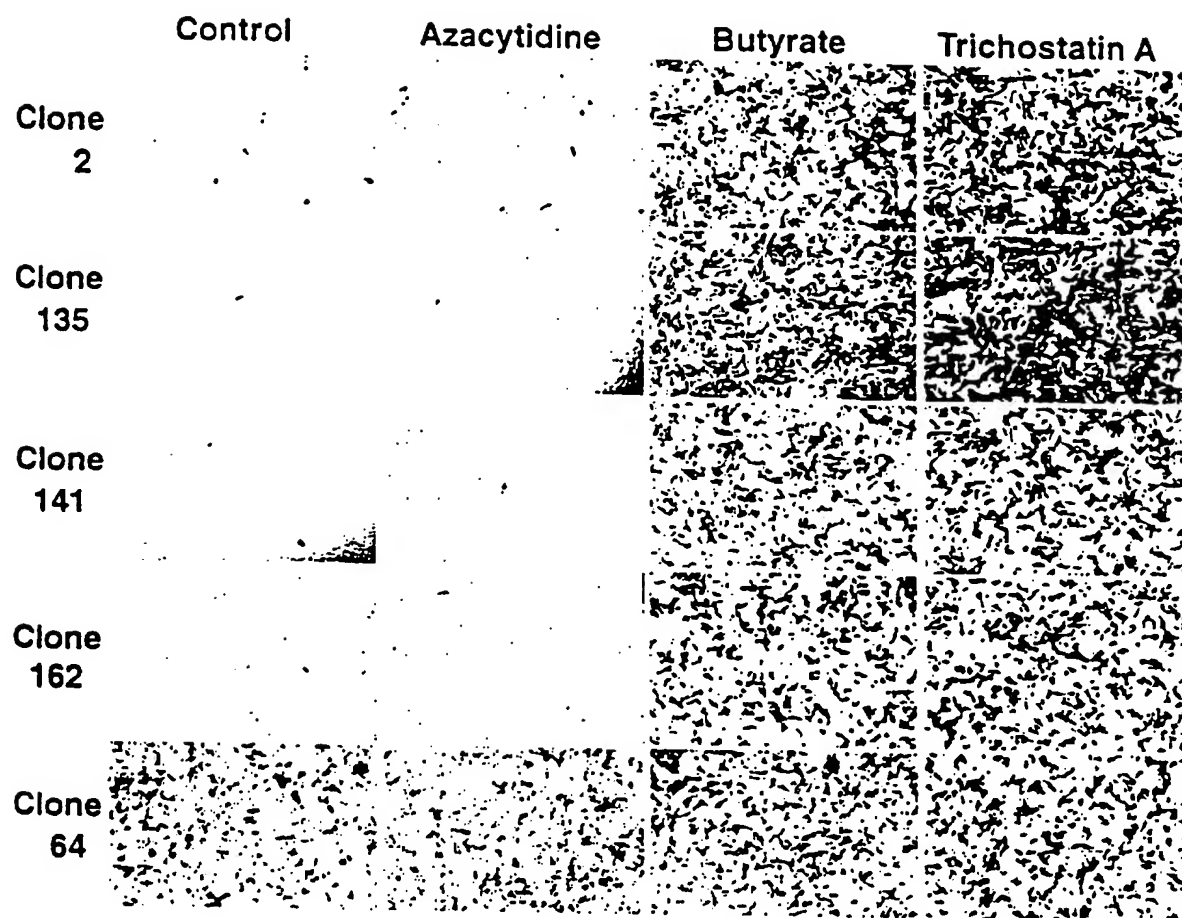 Control Azacytidine Butyrate Trichostatin A
Clone
2
Clone
135
Clone
141
Clone
162
Clone
64